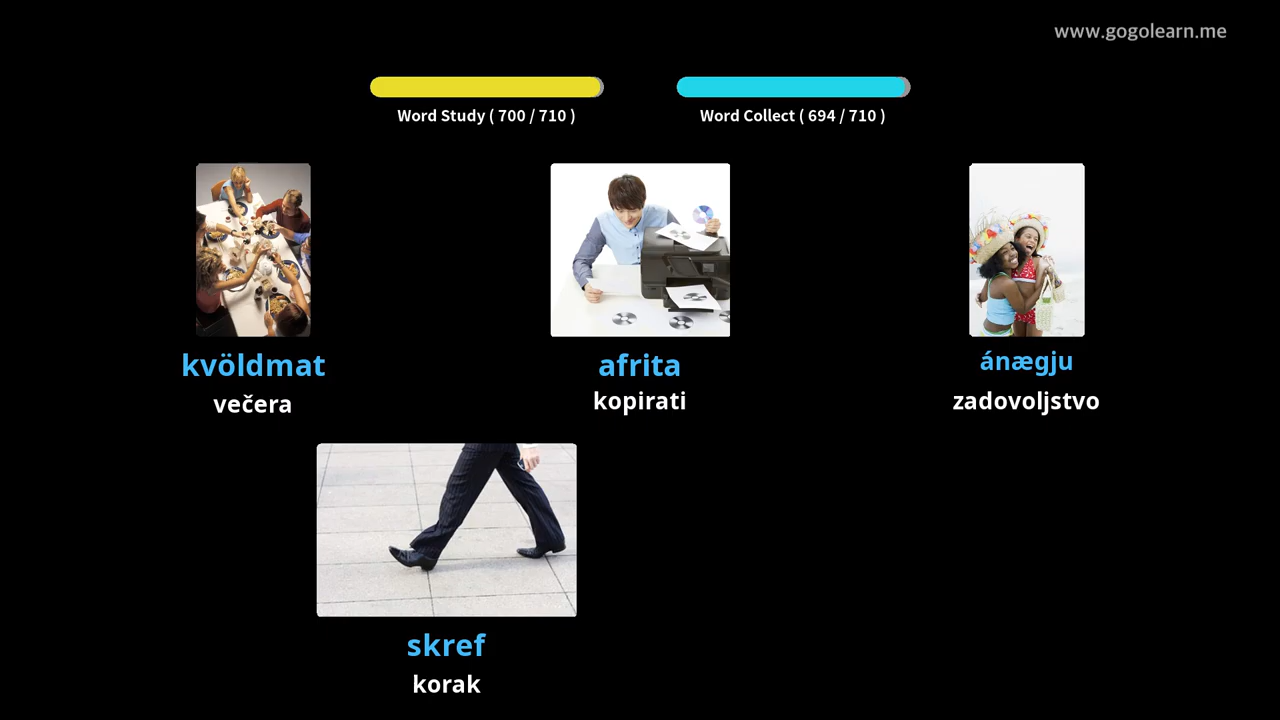 www.gogolearn.me
Word Study ( 700 / 710 )
Word Collect ( 694 / 710 )
kvöldmat
večera
afrita
kopirati
ánægju
zadovoljstvo
skref
korak